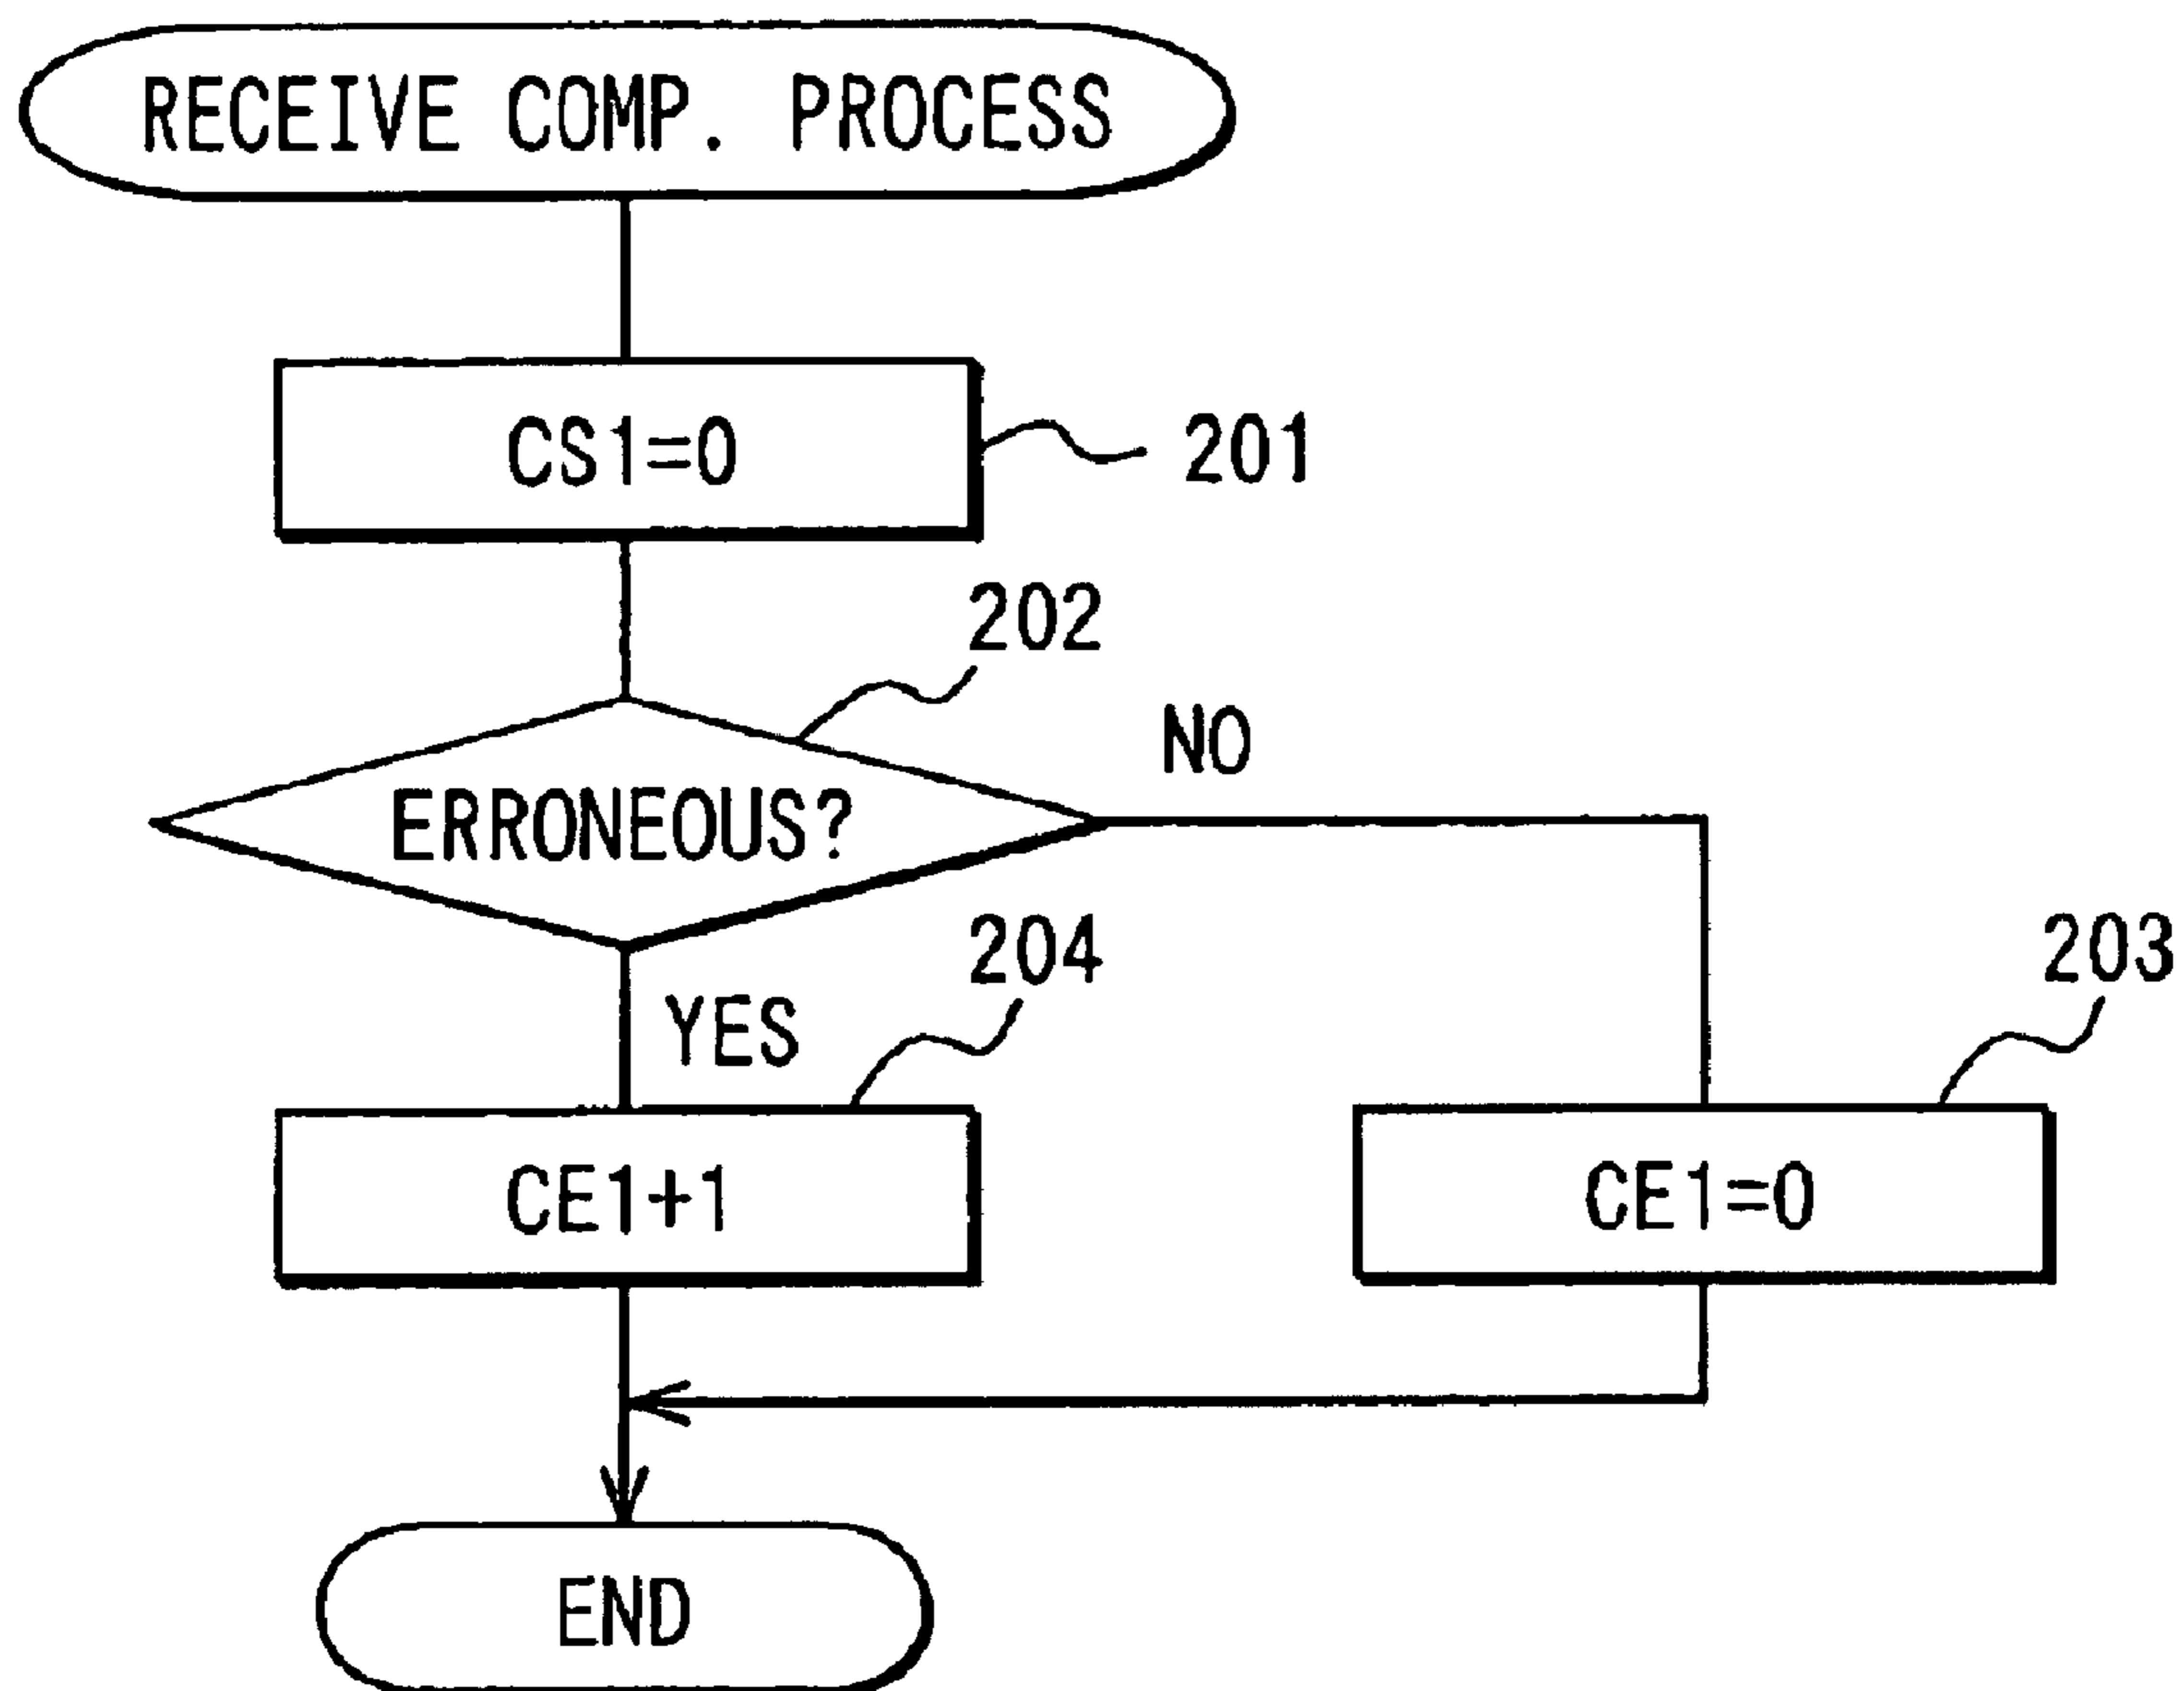 RECEIVE COMP. PROCESS
CS1=0
201
202
ERRONEOUS?
NO
YES
204
203
CE1+1
CE1=0
END